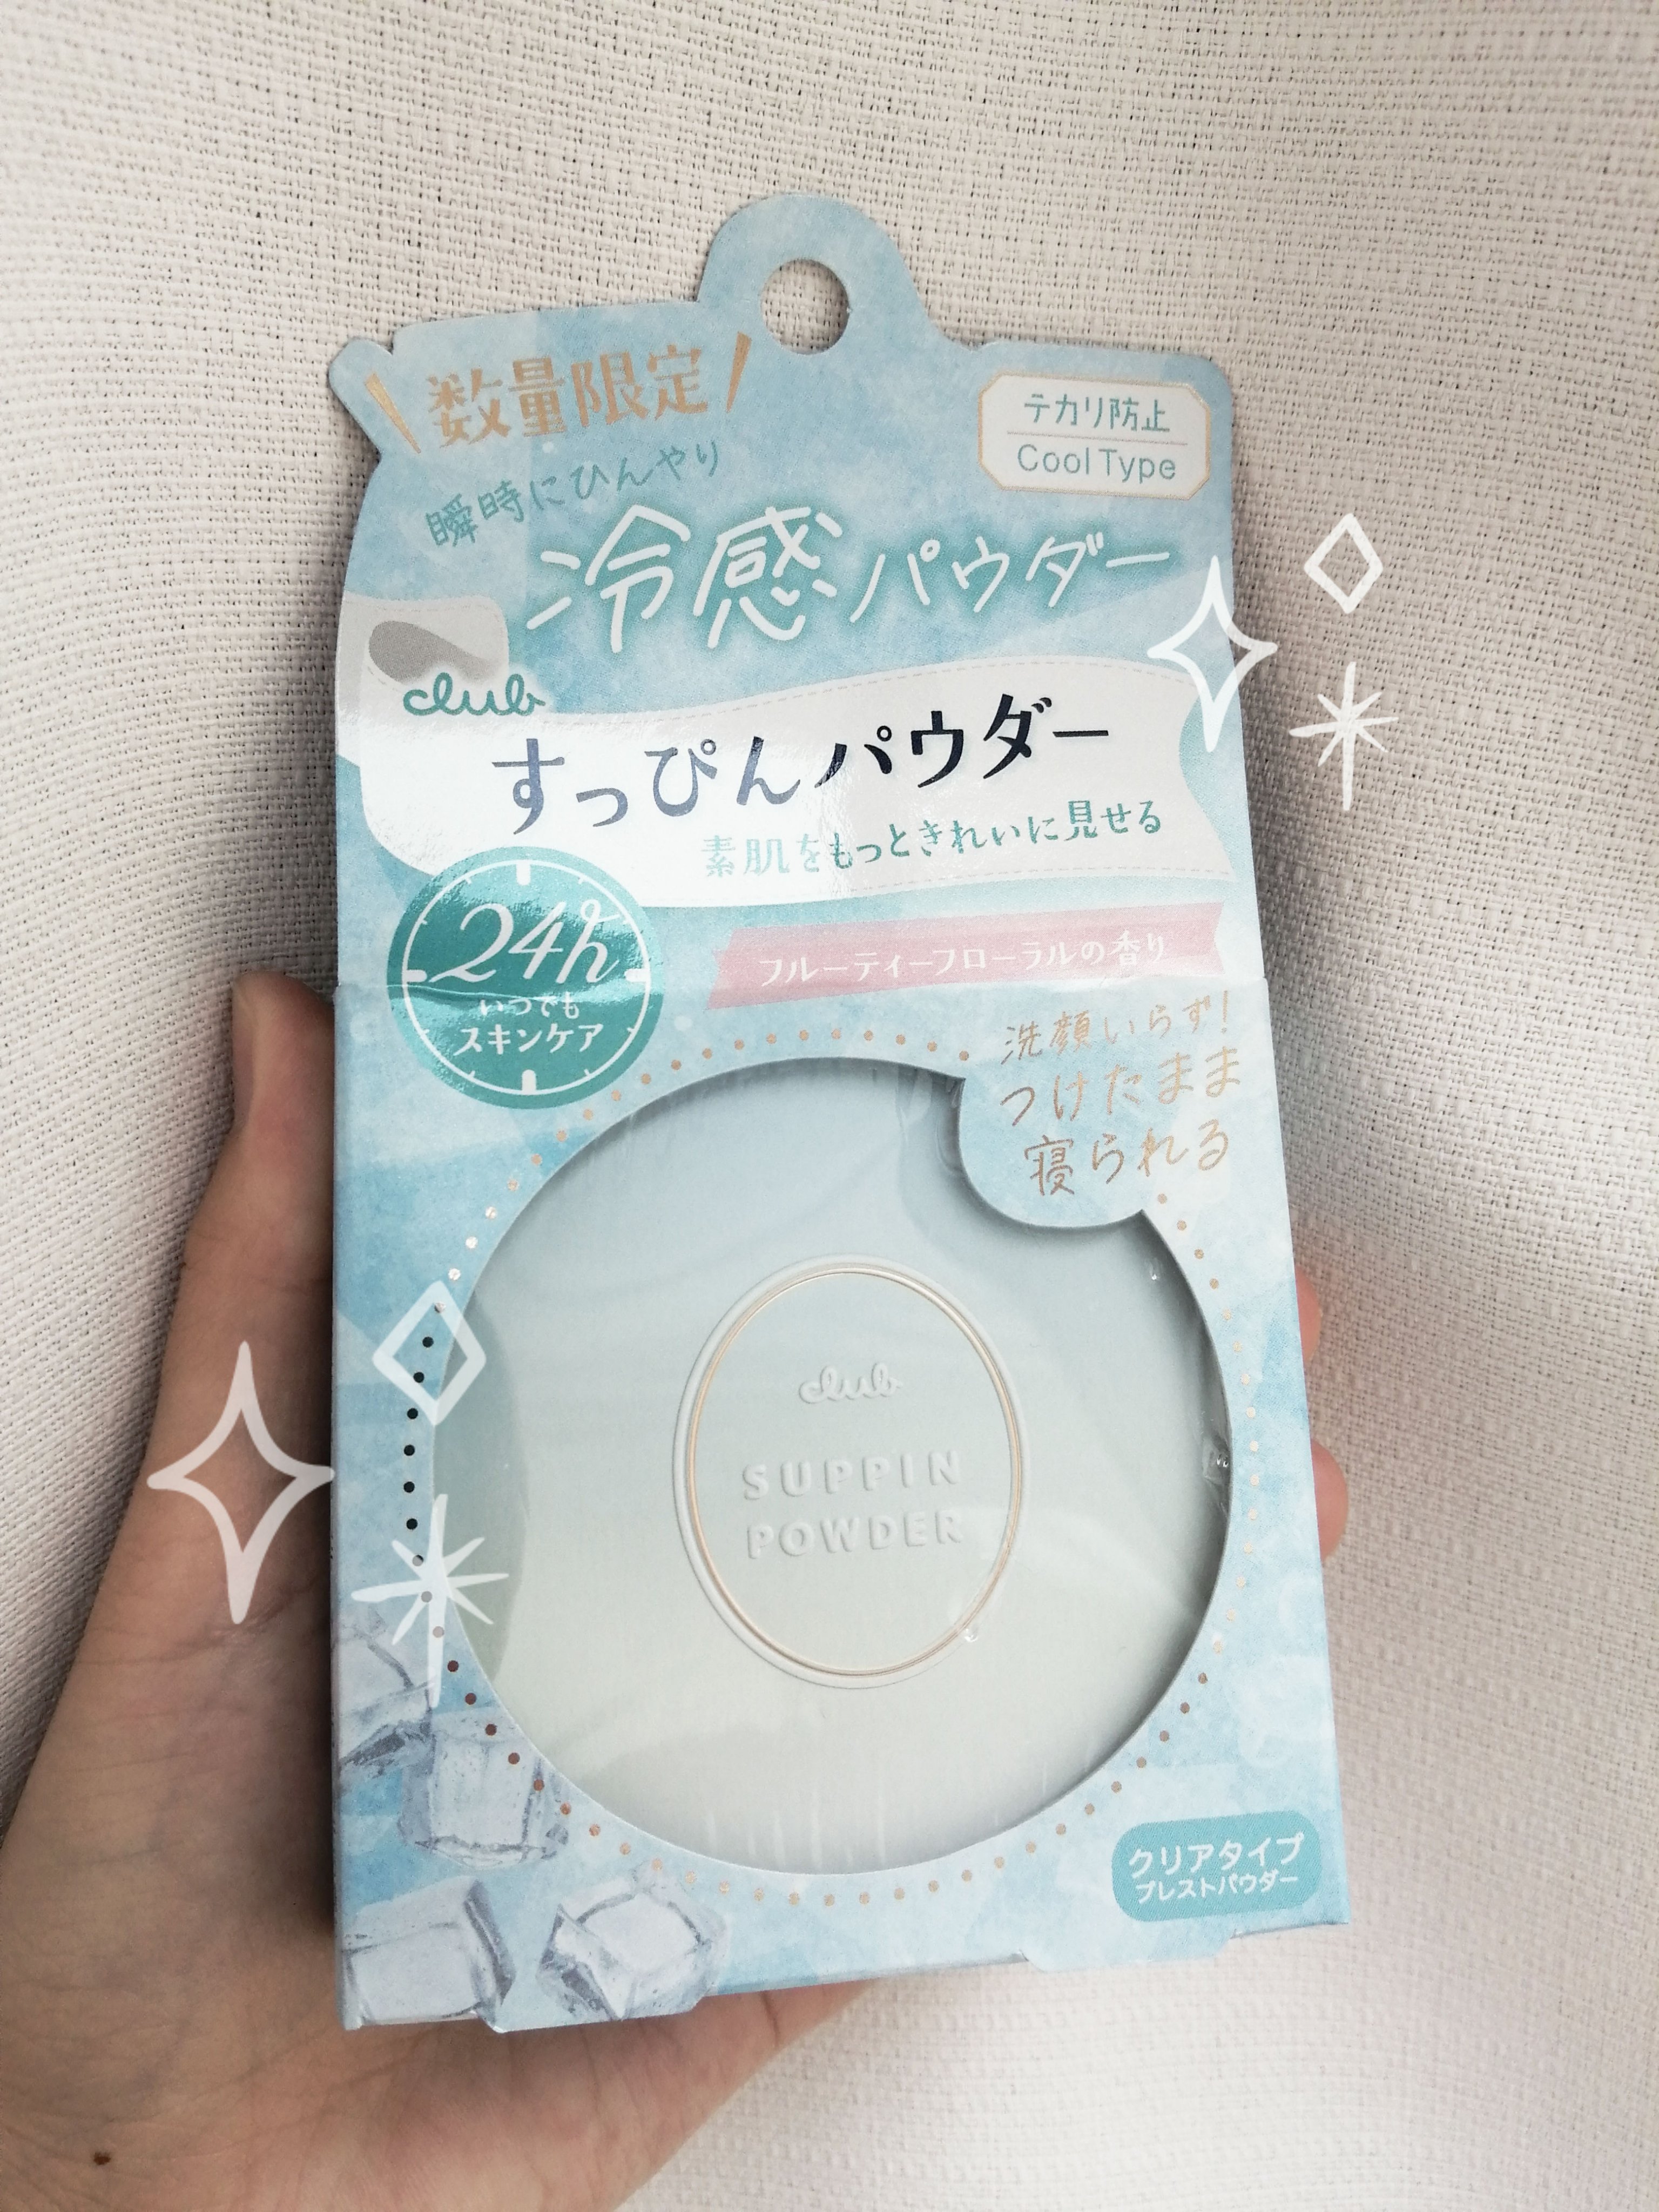 数量限定
テカリ防止
Cool Type
瞬時にひんやり
冷感パウダー
club
すっぴんパウダー
素肌をもっときれいに見せる
24h
いつでも
スキンケア
フルーティーフローラルの香り
洗顔いらず!
つけたまま
寝られる
club
SUPPIN
POWDER
クリアタイプ
プレストパウダー